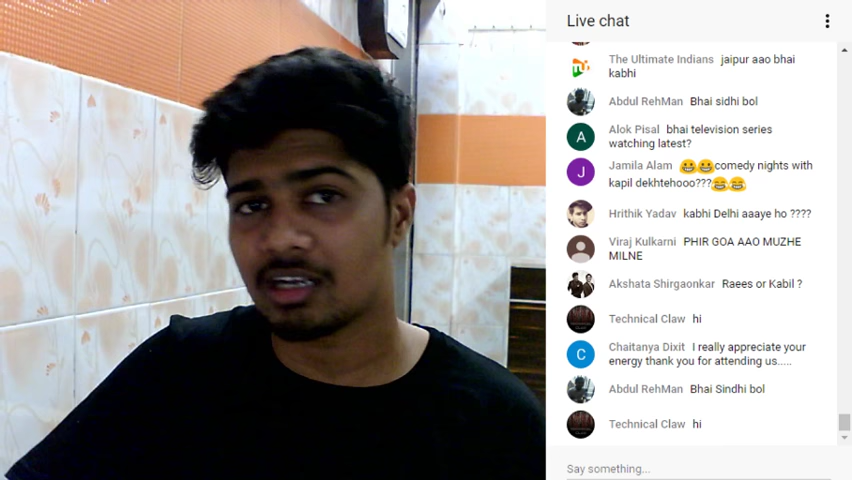 Live chat
The Ultimate Indians jaipur aao bhai
kabhi
Abdul RehMan Bhai sidhi bol
A Alok Pisal bhai television series
watching latest?
J Jamila Alam 😀😀comedy nights with
kapil dekhtehooo???😂😂
Hrithik Yadav kabhi Delhi aaaye ho ????
Viraj Kulkarni PHIR GOA AAO MUZHE
MILNE
Akshata Shirgaonkar Raees or Kabil ?
Technical Claw hi
C Chaitanya Dixit I really appreciate your
energy thank you for attending us.....
Abdul RehMan Bhai Sindhi bol
Technical Claw hi
Say something...